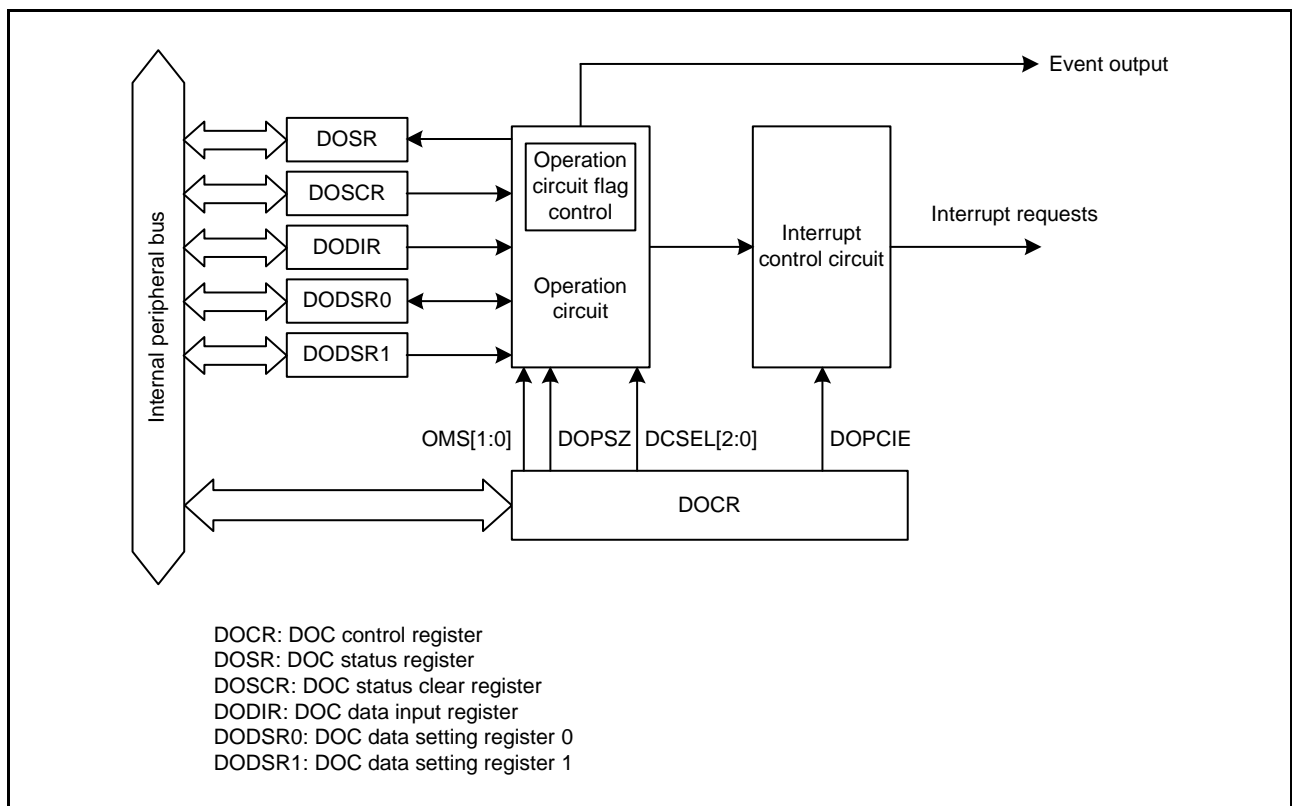 Event output
Internal peripheral bus
DOSR
DOSCR
DODIR
DODSR0
DODSR1
Operation
circuit flag
control
Operation
circuit
Interrupt
control circuit
Interrupt requests
OMS[1:0]
DOPSZ
DCSEL[2:0]
DOPCIE
DOCR
DOCR: DOC control register
DOSR: DOC status register
DOSCR: DOC status clear register
DODIR: DOC data input register
DODSR0: DOC data setting register 0
DODSR1: DOC data setting register 1